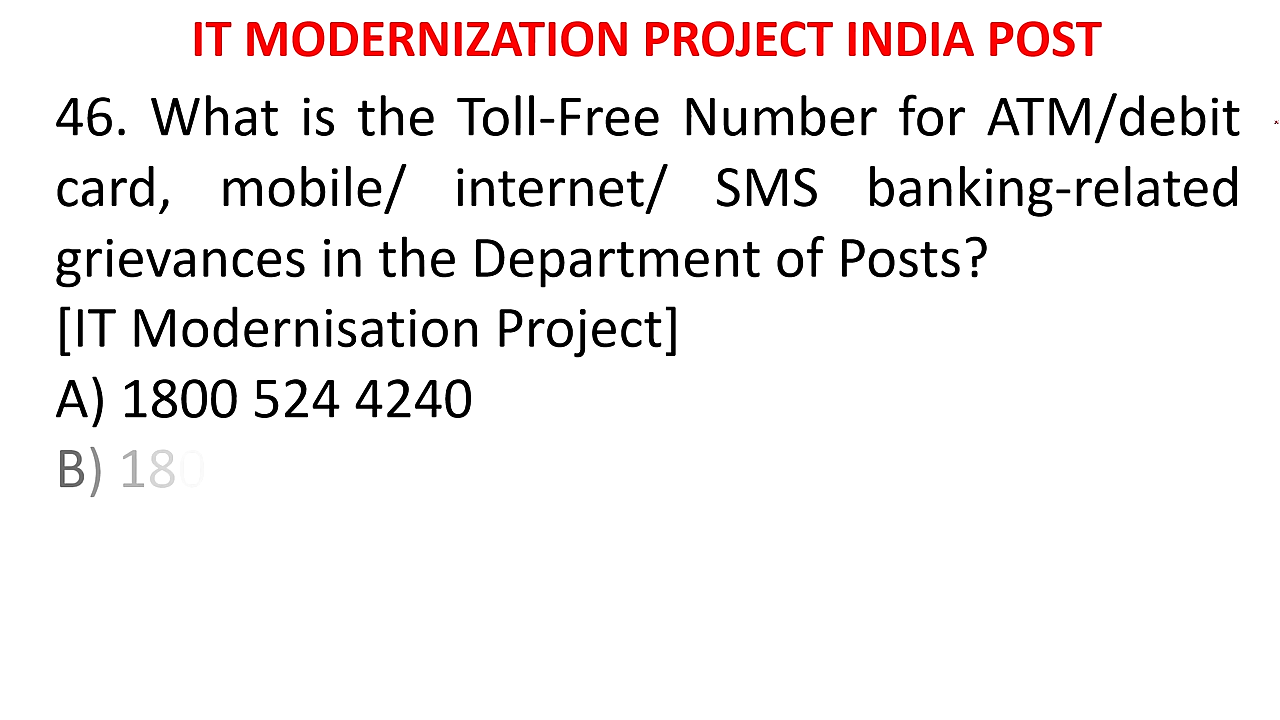 IT MODERNIZATION PROJECT INDIA POST
46. What is the Toll-Free Number for ATM/debit
card, mobile/ internet/ SMS banking-related
grievances in the Department of Posts?
[IT Modernisation Project]
A) 1800 524 4240
B) 180